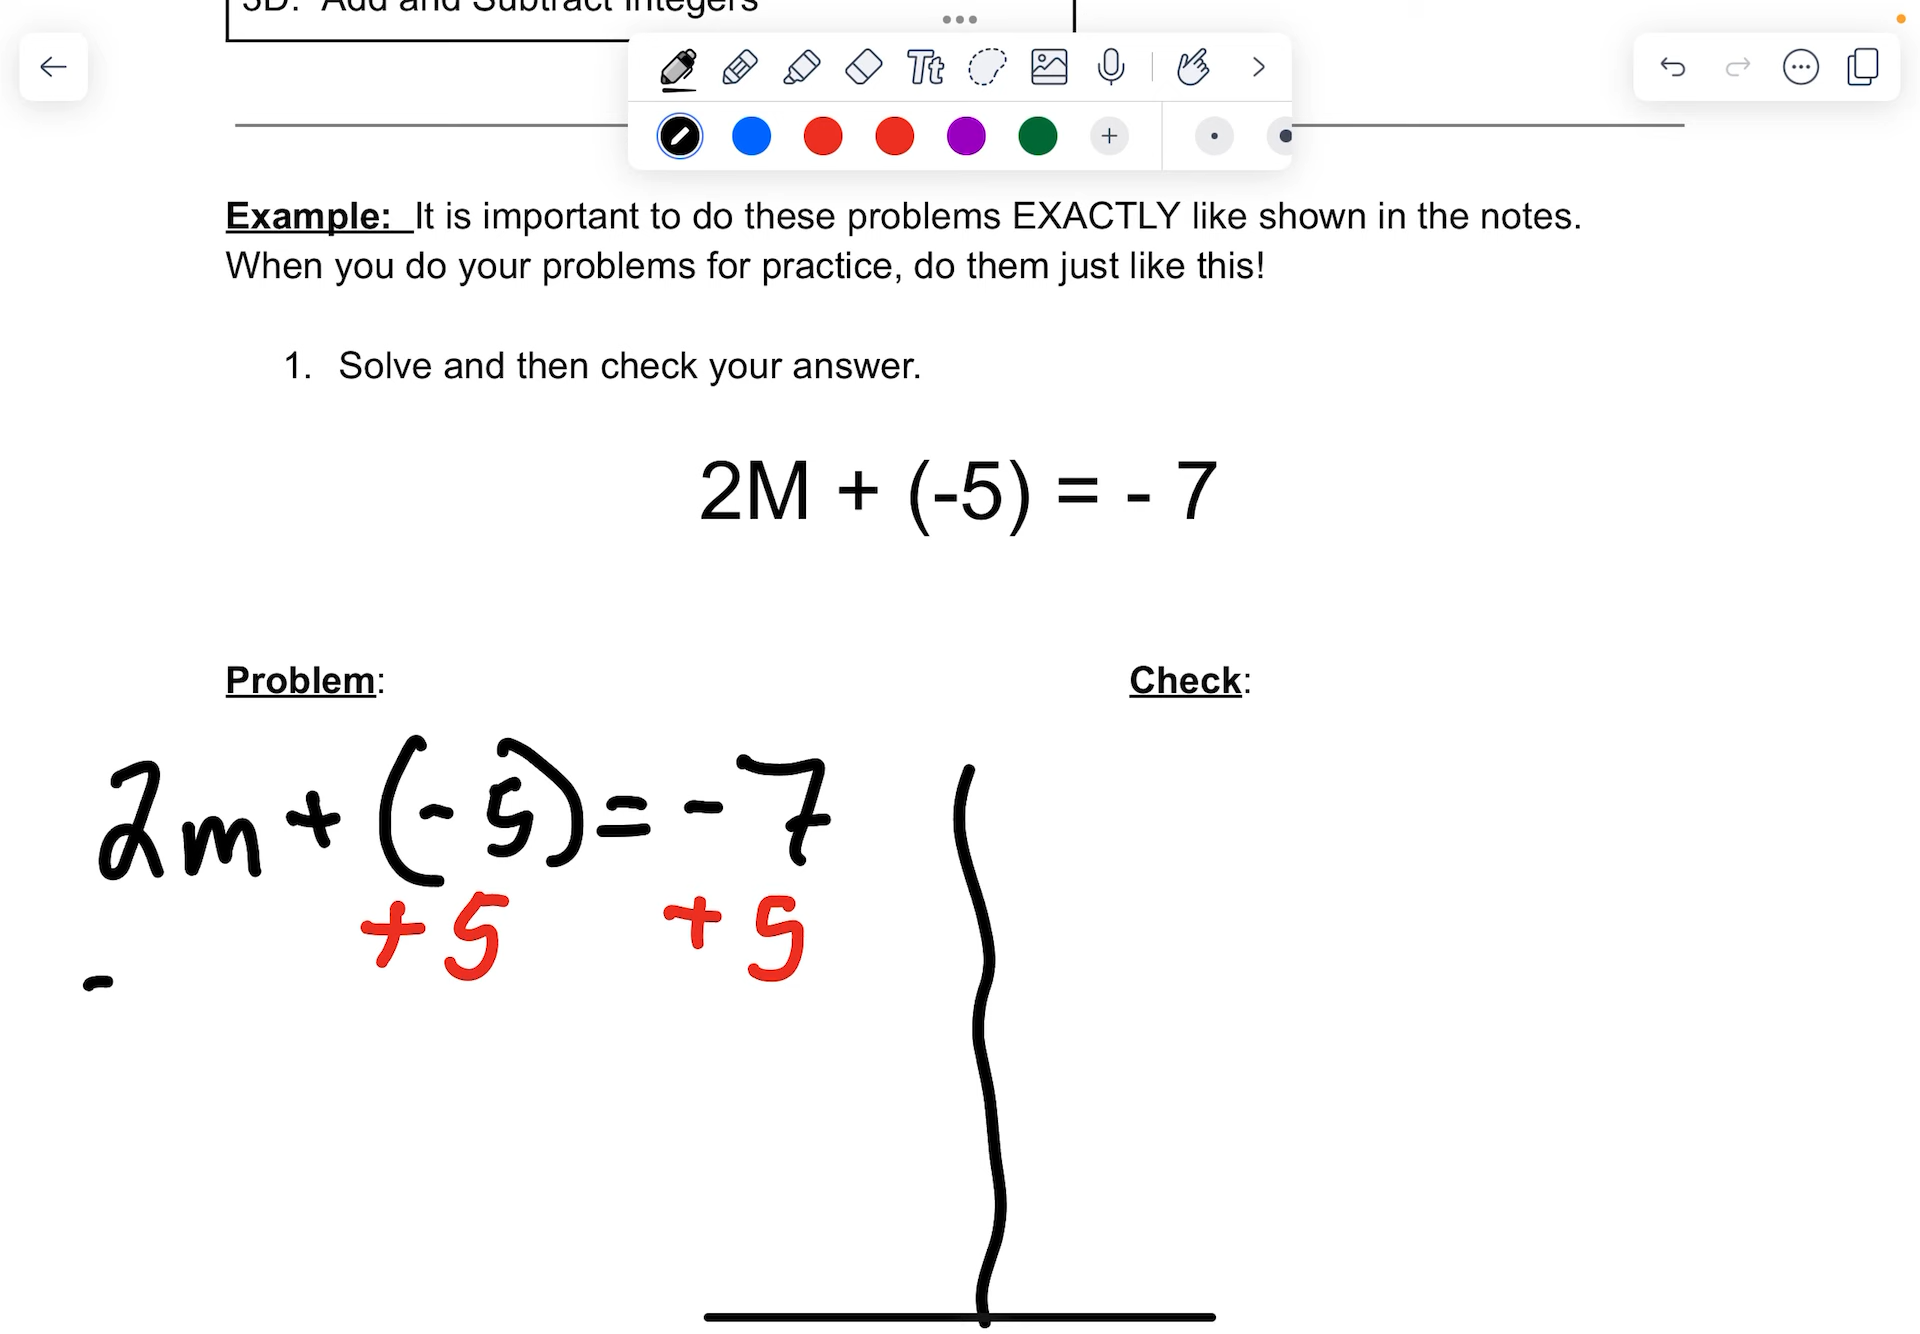 3D: Add and Subtract Integers
Tt
Example: It is important to do these problems EXACTLY like shown in the notes.
When you do your problems for practice, do them just like this!
1. Solve and then check your answer.
2M + (-5) = - 7
Problem:
Check:
2m + (-5) = -7
+5 +5
-